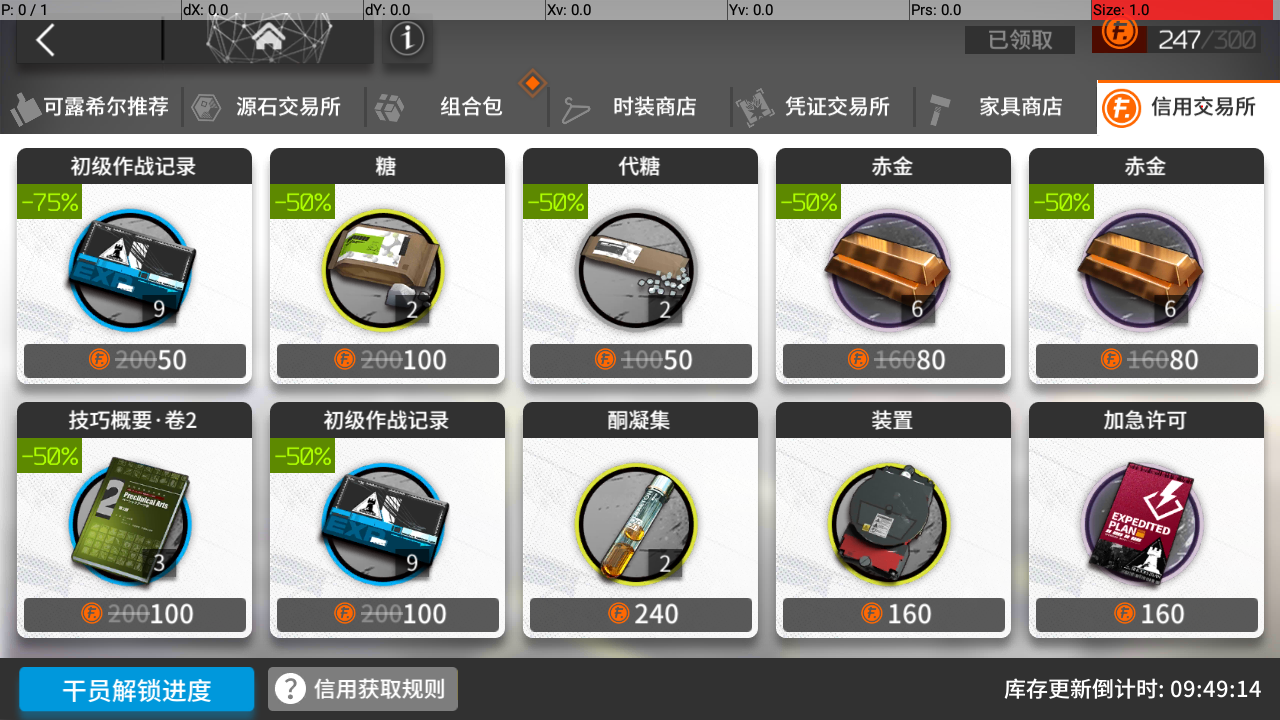 P: 0 / 1 dX: 0.0 dY: 0.0 Xv: 0.0 Yv: 0.0 Prs: 0.0 Size: 1.0
已领取 247/300
可露希尔推荐 源石交易所 组合包 时装商店 凭证交易所 家具商店 信用交易所
初级作战记录 糖 代糖 赤金 赤金
-75% -50% -50% -50% -50%
9 2 2 6 6
20050 200100 10050 16080 16080
技巧概要·卷2 初级作战记录 酮凝集 装置 加急许可
-50% -50%
2 Preclinical Arts
EXPEDITED
PLAN
3 9 2
200100 200100 240 160 160
干员解锁进度 ? 信用获取规则 库存更新倒计时: 09:49:14